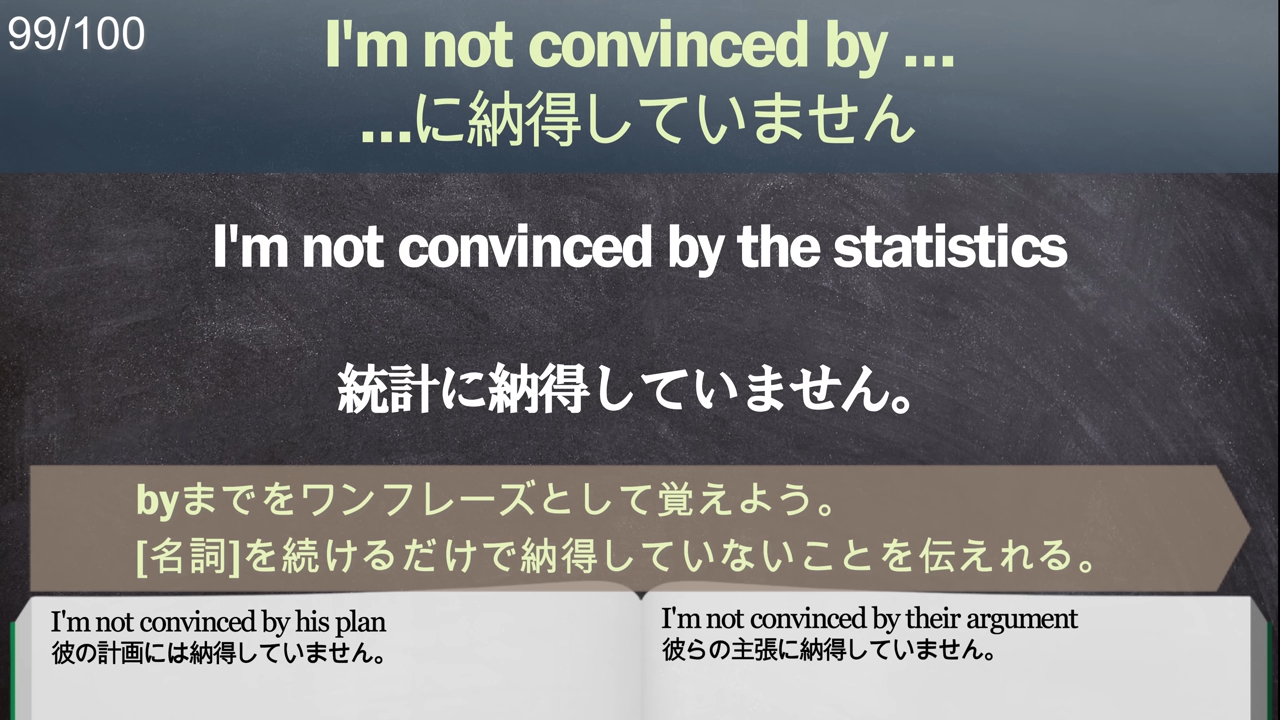 99/100
I'm not convinced by ...
...に納得していません
I'm not convinced by the statistics
統計に納得していません。
byまでをワンフレーズとして覚えよう。
[名詞]を続けるだけで納得していないことを伝えれる。
I'm not convinced by his plan
彼の計画には納得していません。
I'm not convinced by their argument
彼らの主張に納得していません。